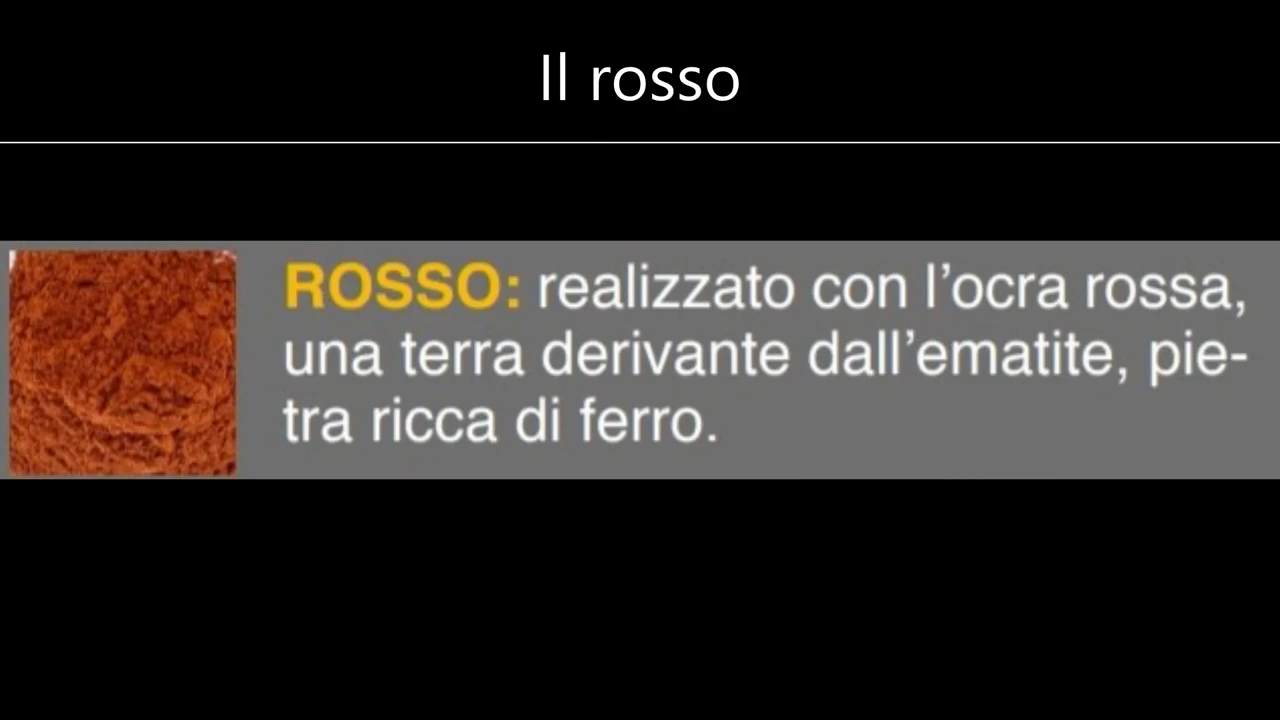 Il rosso
ROSSO: realizzato con l’ocra rossa,
una terra derivante dall’ematite, pie-
tra ricca di ferro.